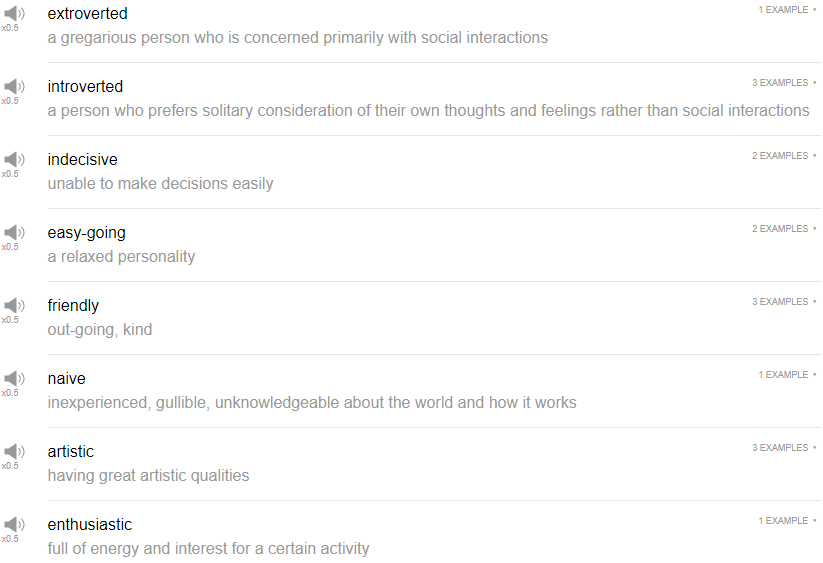 extroverted 1 EXAMPLE
x0.5 a gregarious person who is concerned primarily with social interactions
introverted 3 EXAMPLES
x0.5 a person who prefers solitary consideration of their own thoughts and feelings rather than social interactions
indecisive 2 EXAMPLES
x0.5 unable to make decisions easily
easy-going 2 EXAMPLES
x0.5 a relaxed personality
friendly 3 EXAMPLES
x0.5 out-going, kind
naive 1 EXAMPLE
x0.5 inexperienced, gullible, unknowledgeable about the world and how it works
artistic 3 EXAMPLES
x0.5 having great artistic qualities
enthusiastic 1 EXAMPLE
x0.5 full of energy and interest for a certain activity